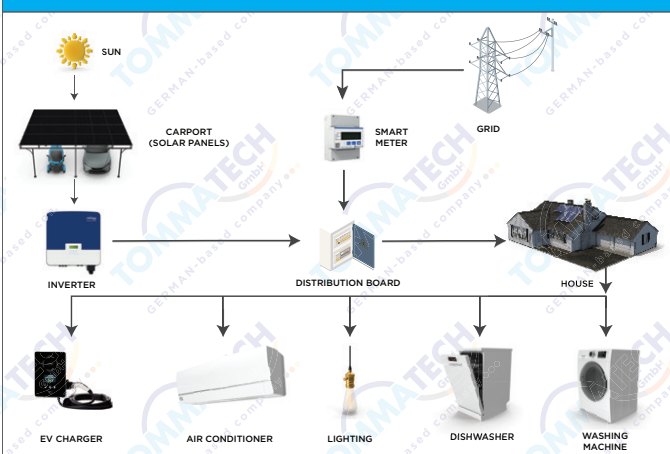 SUN
CARPORT
(SOLAR PANELS)
SMART
METER
GRID
INVERTER
DISTRIBUTION BOARD
HOUSE
EV CHARGER
AIR CONDITIONER
LIGHTING
DISHWASHER
WASHING
MACHINE
TOMMATECH
GmbH
GERMAN-based company